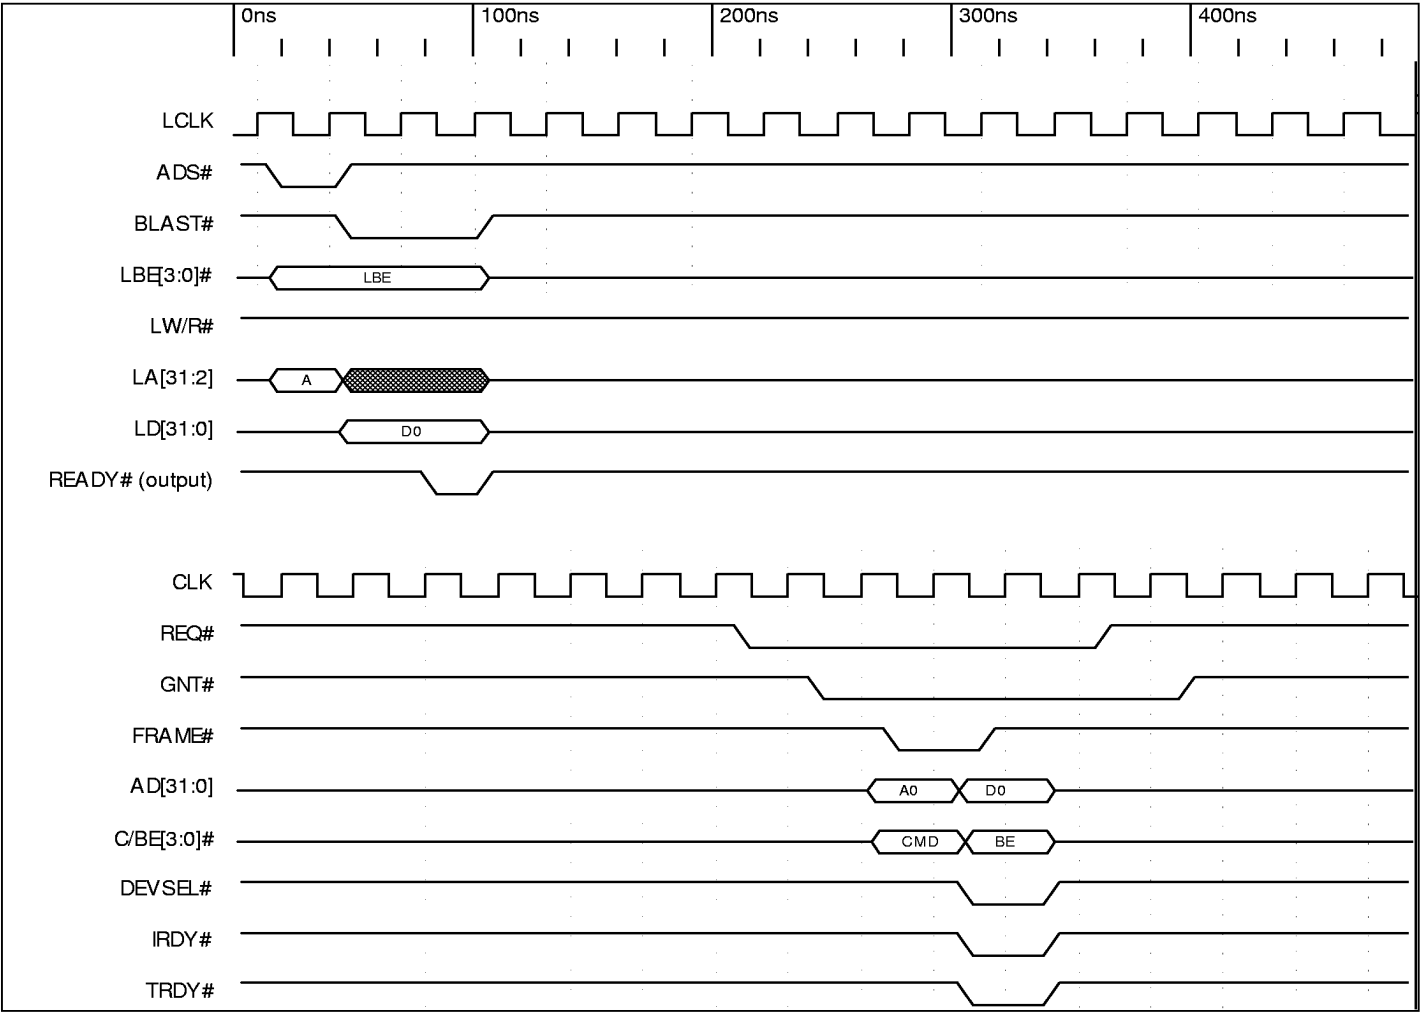 0ns 100ns 200ns 300ns 400ns
LCLK
ADS#
BLAST#
LBE[3:0]# LBE
LW/R#
LA[31:2] A
LD[31:0] D0
READY# (output)
CLK
REQ#
GNT#
FRAME#
AD[31:0] A0 D0
C/BE[3:0]# CMD BE
DEVSEL#
IRDY#
TRDY#